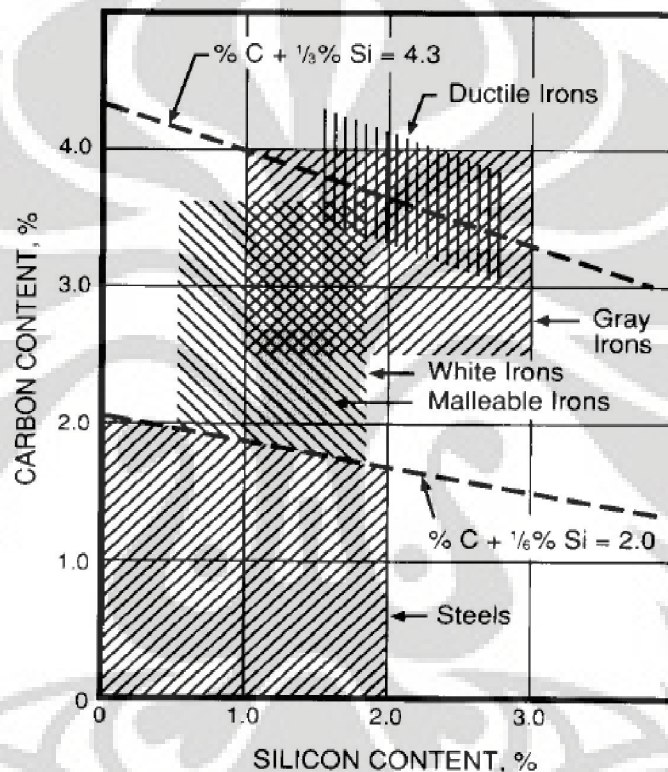 % C + ⅓% Si = 4.3
Ductile Irons
4.0
3.0
Gray
Irons
White Irons
Malleable Irons
2.0
% C + ⅙% Si = 2.0
1.0
Steels
0
0
1.0
2.0
3.0
CARBON CONTENT, %
SILICON CONTENT, %